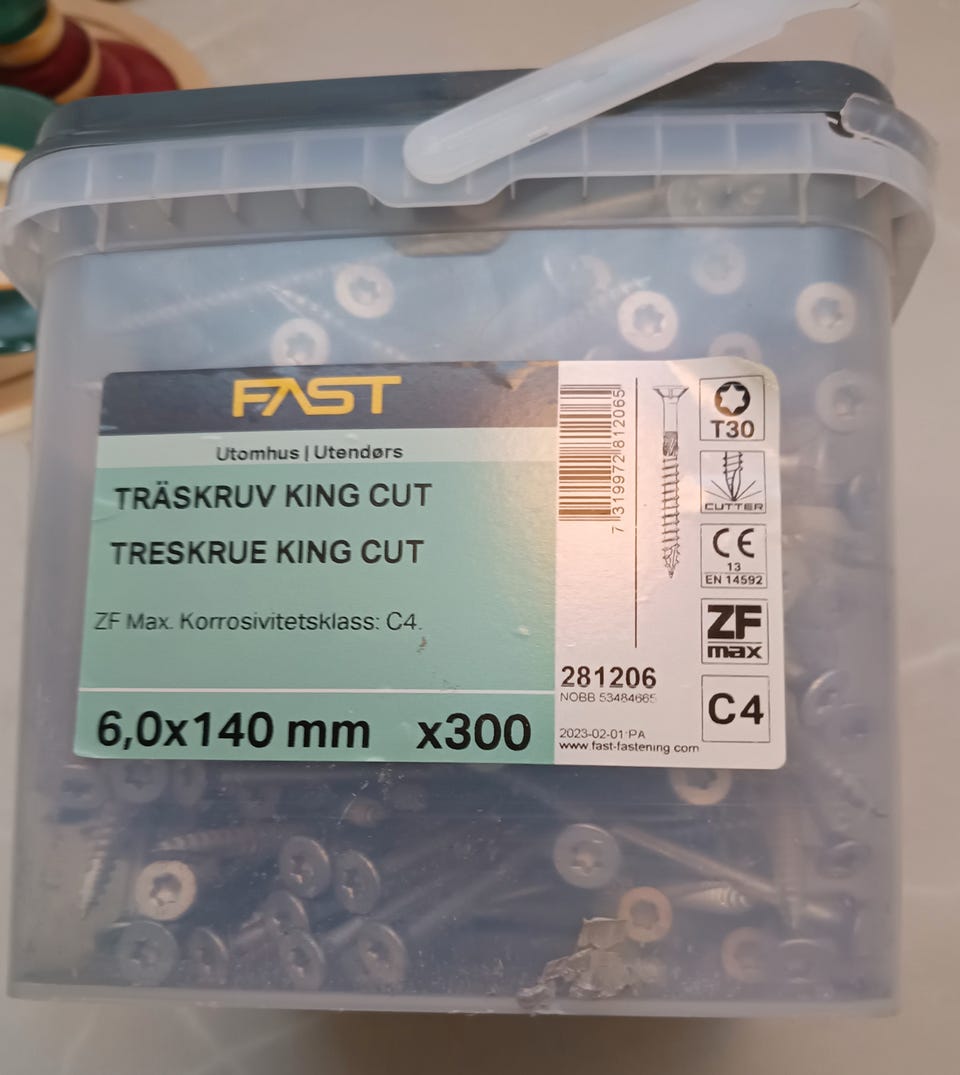 FAST
Utomhus | Utendørs
TRÄSKRUV KING CUT
TRESKRUE KING CUT
ZF Max. Korrosivitetsklass: C4.
6,0x140 mm x300
7 319972 812065
281206
NOBB 53484665
2023-02-01 PA
www.fast-fastening.com
T30
CUTTER
CE
13
EN 14592
ZF
max
C4